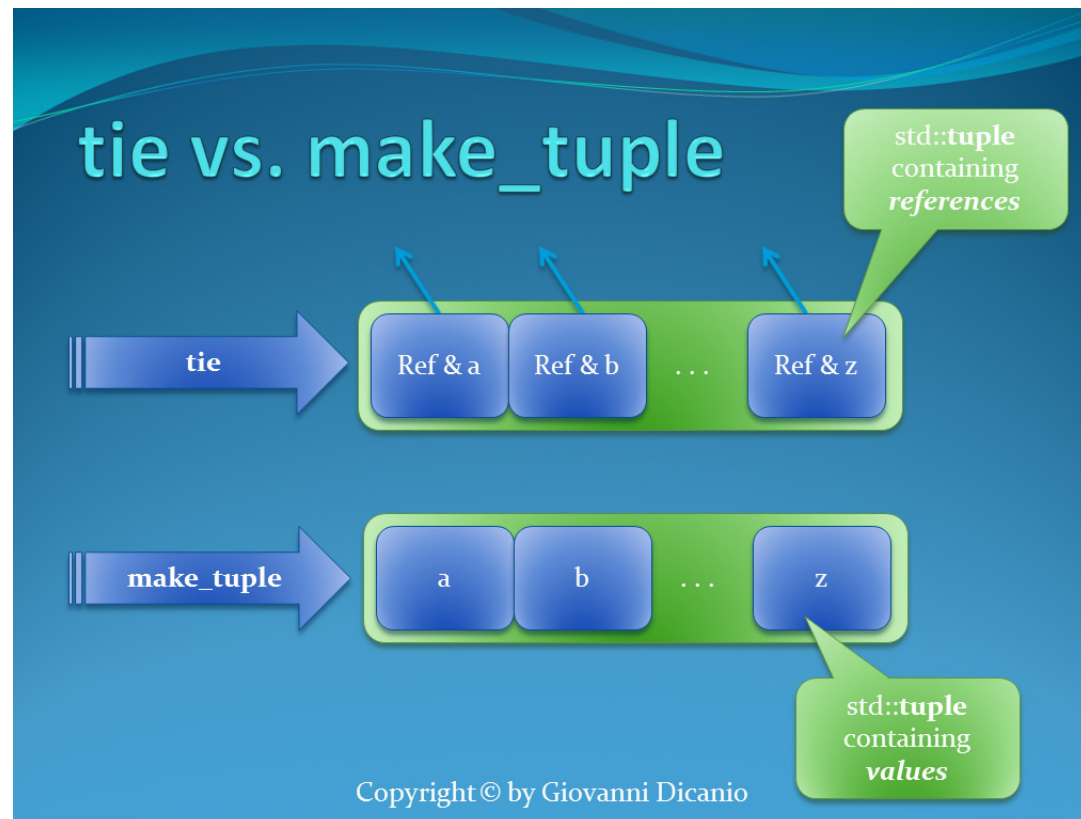 tie vs. make_tuple
std::tuple
containing
references
tie
Ref & a
Ref & b
. . .
Ref & z
make_tuple
a
b
. . .
z
std::tuple
containing
values
Copyright © by Giovanni Dicanio